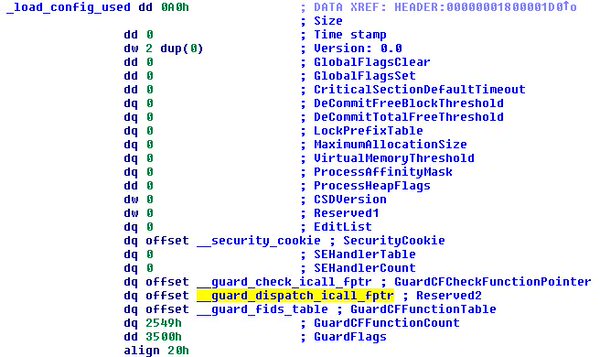 _load_config_used dd 0A0h ; DATA XREF: HEADER:00000001800001D0↑o
; Size
dd 0 ; Time stamp
dw 2 dup(0) ; Version: 0.0
dd 0 ; GlobalFlagsClear
dd 0 ; GlobalFlagsSet
dd 0 ; CriticalSectionDefaultTimeout
dq 0 ; DeCommitFreeBlockThreshold
dq 0 ; DeCommitTotalFreeThreshold
dq 0 ; LockPrefixTable
dq 0 ; MaximumAllocationSize
dq 0 ; VirtualMemoryThreshold
dq 0 ; ProcessAffinityMask
dd 0 ; ProcessHeapFlags
dw 0 ; CSDVersion
dw 0 ; Reserved1
dq 0 ; EditList
dq offset __security_cookie ; SecurityCookie
dq 0 ; SEHandlerTable
dq 0 ; SEHandlerCount
dq offset __guard_check_icall_fptr ; GuardCFCheckFunctionPointer
dq offset __guard_dispatch_icall_fptr ; Reserved2
dq offset __guard_fids_table ; GuardCFFunctionTable
dq 2549h ; GuardCFFunctionCount
dd 3500h ; GuardFlags
align 20h